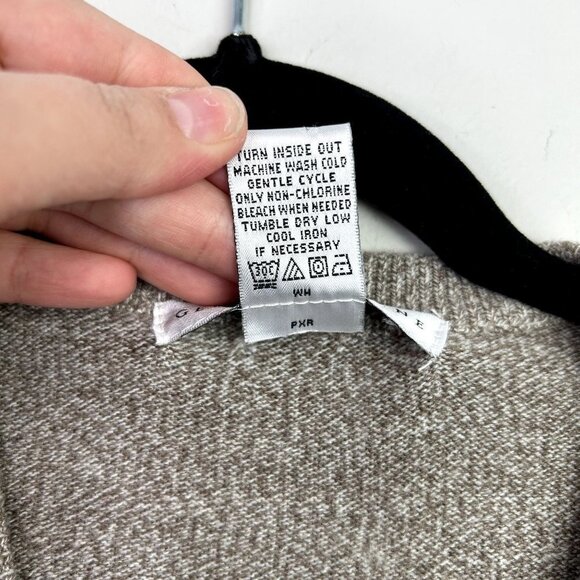 TURN INSIDE OUT
MACHINE WASH COLD
GENTLE CYCLE
ONLY NON-CHLORINE
BLEACH WHEN NEEDED
TUMBLE DRY LOW
COOL IRON
IF NECESSARY
30C
WH
PXR